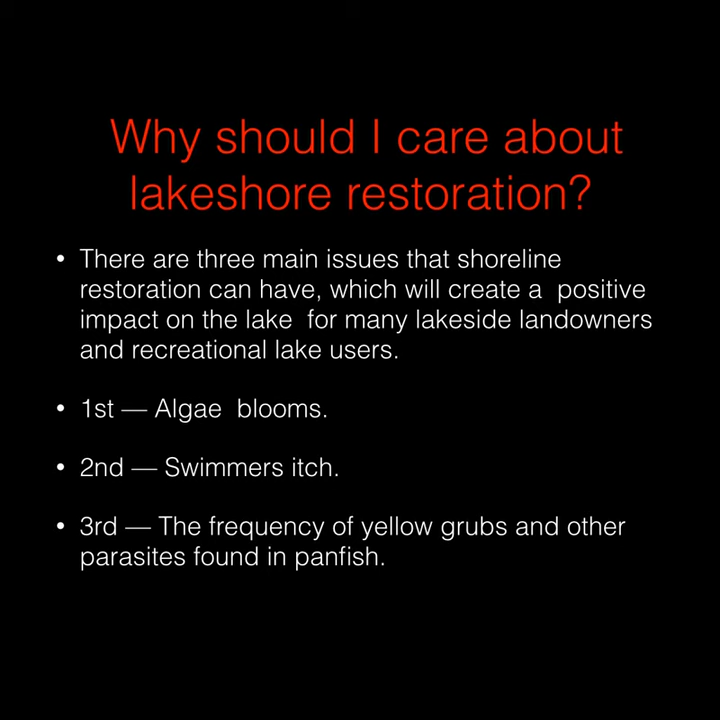 Why should I care about
lakeshore restoration?
• There are three main issues that shoreline
restoration can have, which will create a  positive
impact on the lake  for many lakeside landowners
and recreational lake users.
• 1st — Algae  blooms.
• 2nd — Swimmers itch.
• 3rd — The frequency of yellow grubs and other
parasites found in panfish.